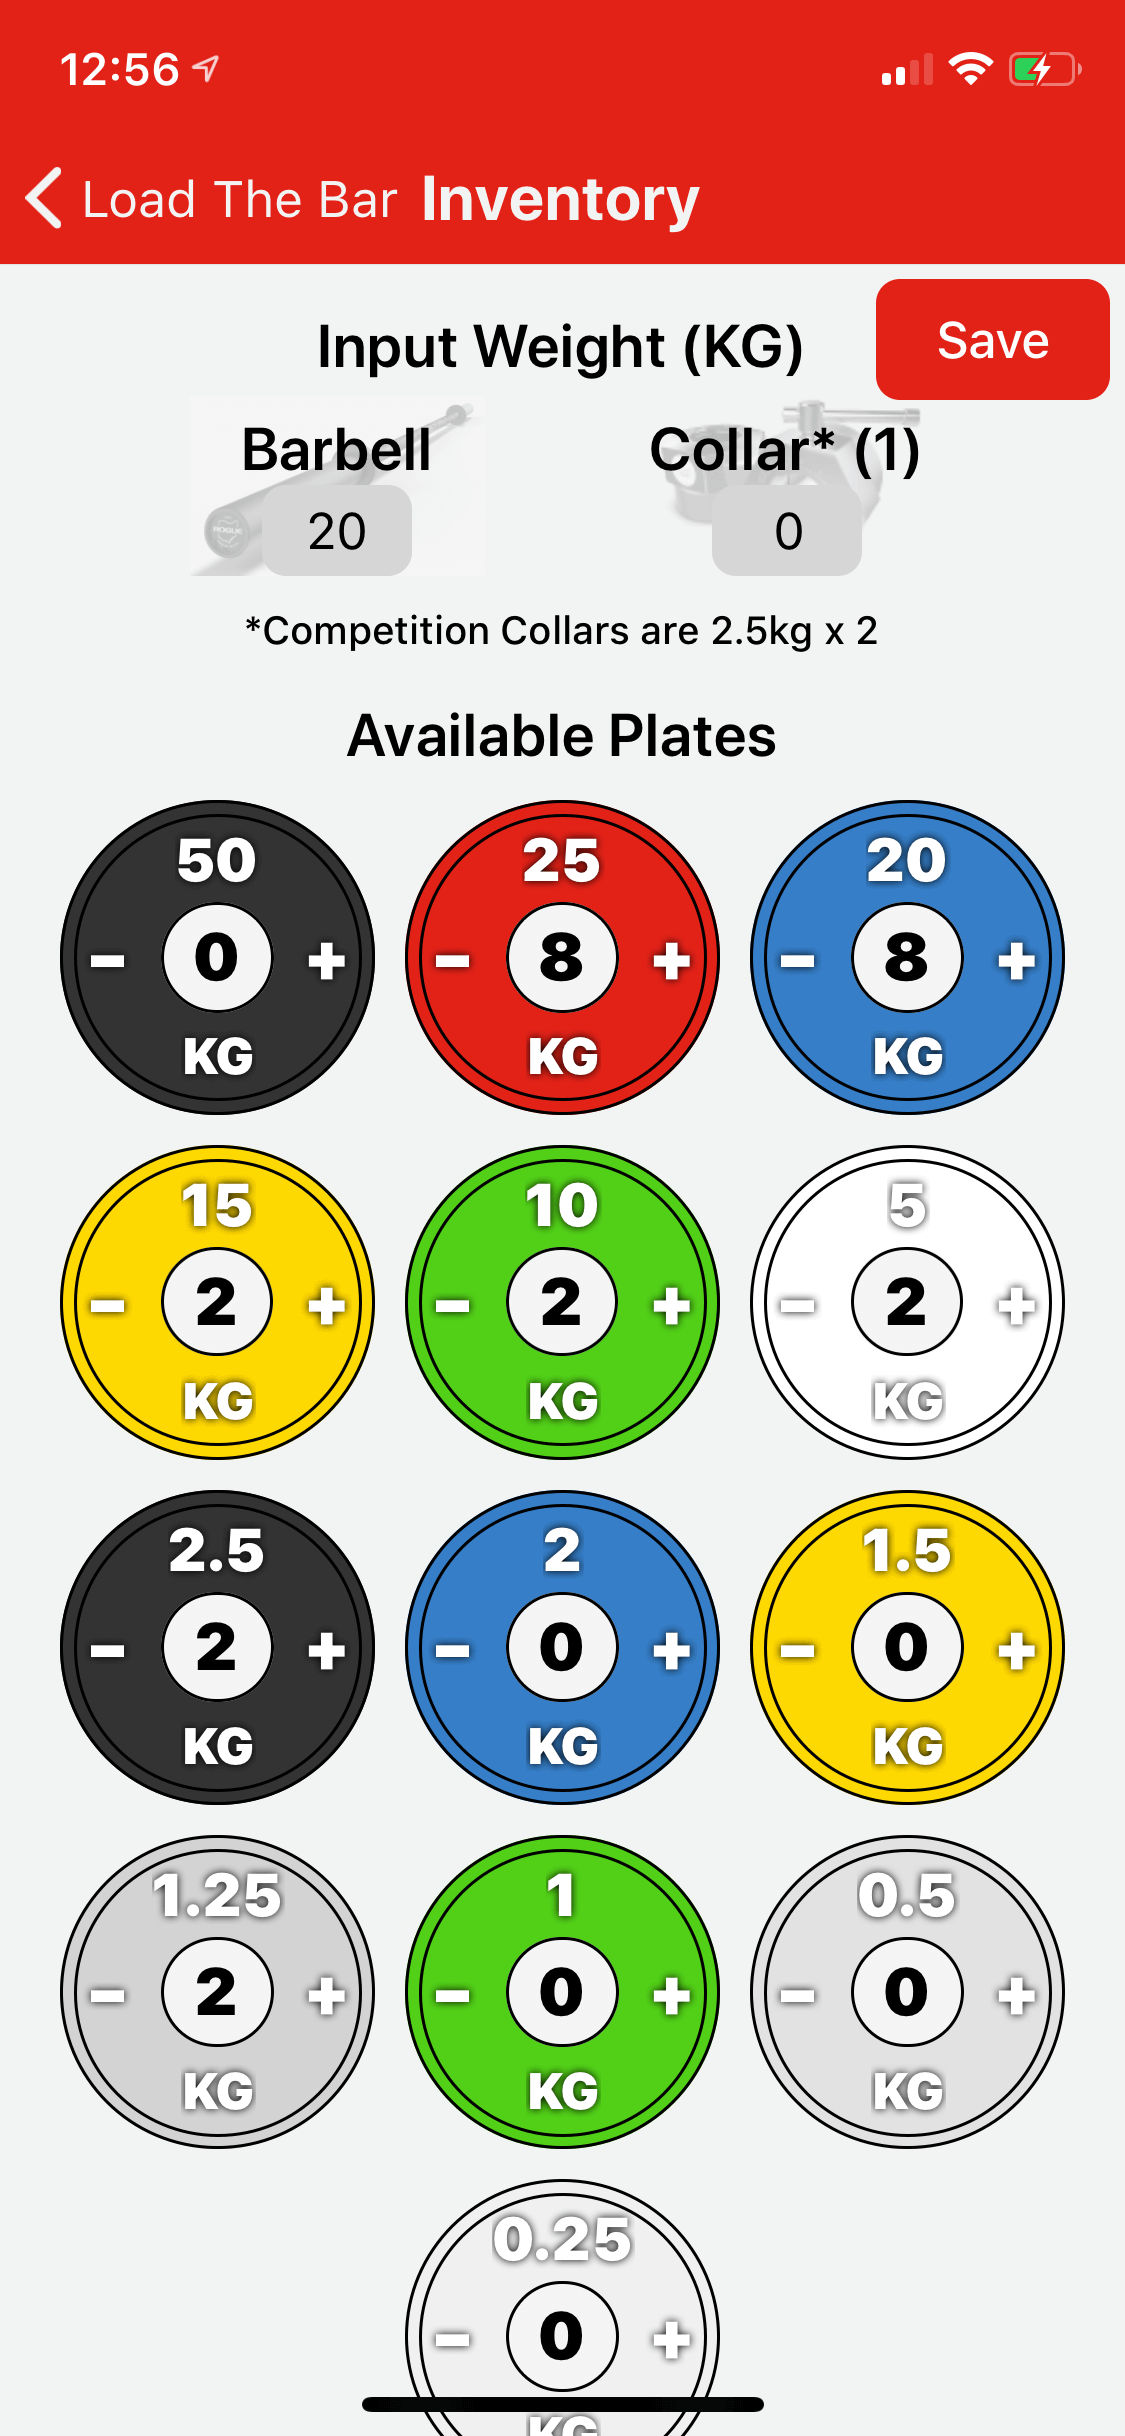 12:56
Load The Bar Inventory
Save
Input Weight (KG)
Barbell Collar* (1)
ROGUE
20 0
*Competition Collars are 2.5kg x 2
Available Plates
50 25 20
- 0 + - 8 + - 8 +
KG KG KG
15 10 5
- 2 + - 2 + - 2 +
KG KG KG
2.5 2 1.5
- 2 + - 0 + - 0 +
KG KG KG
1.25 1 0.5
- 2 + - 0 + - 0 +
KG KG KG
0.25
- 0 +
KG